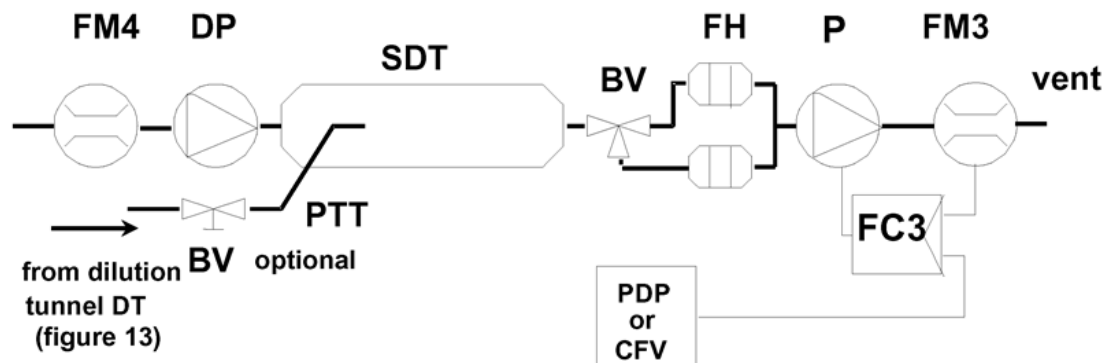 FM4
DP
SDT
BV
FH
P
FM3
vent
PTT
BV
optional
from dilution
tunnel DT
(figure 13)
FC3
PDP
or
CFV